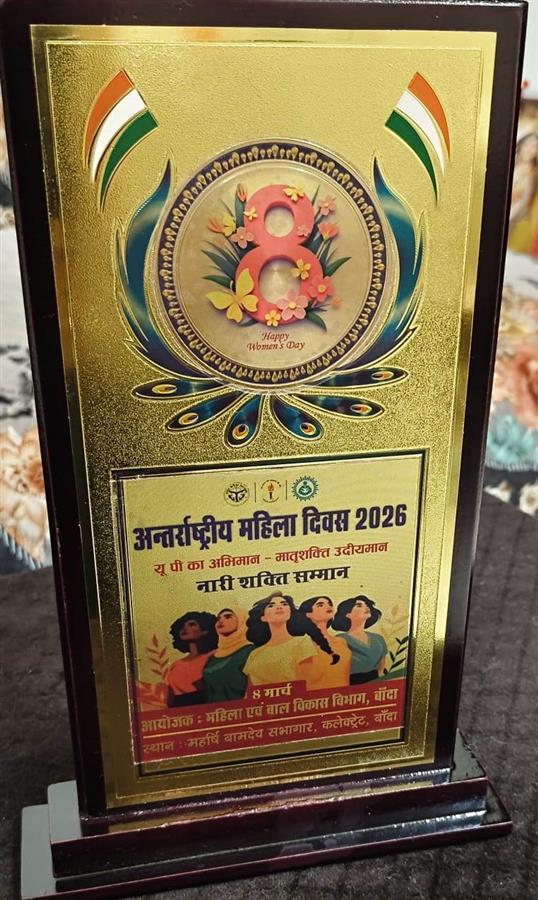 8
Happy
Women's Day
अन्तर्राष्ट्रीय महिला दिवस 2026
यू पी का अभिमान - मातृशक्ति उदीयमान
नारी शक्ति सम्मान
8 मार्च
आयोजक : महिला एवं बाल विकास विभाग, बाँदा
स्थान : महर्षि बामदेव सभागार, कलेक्ट्रेट, बाँदा